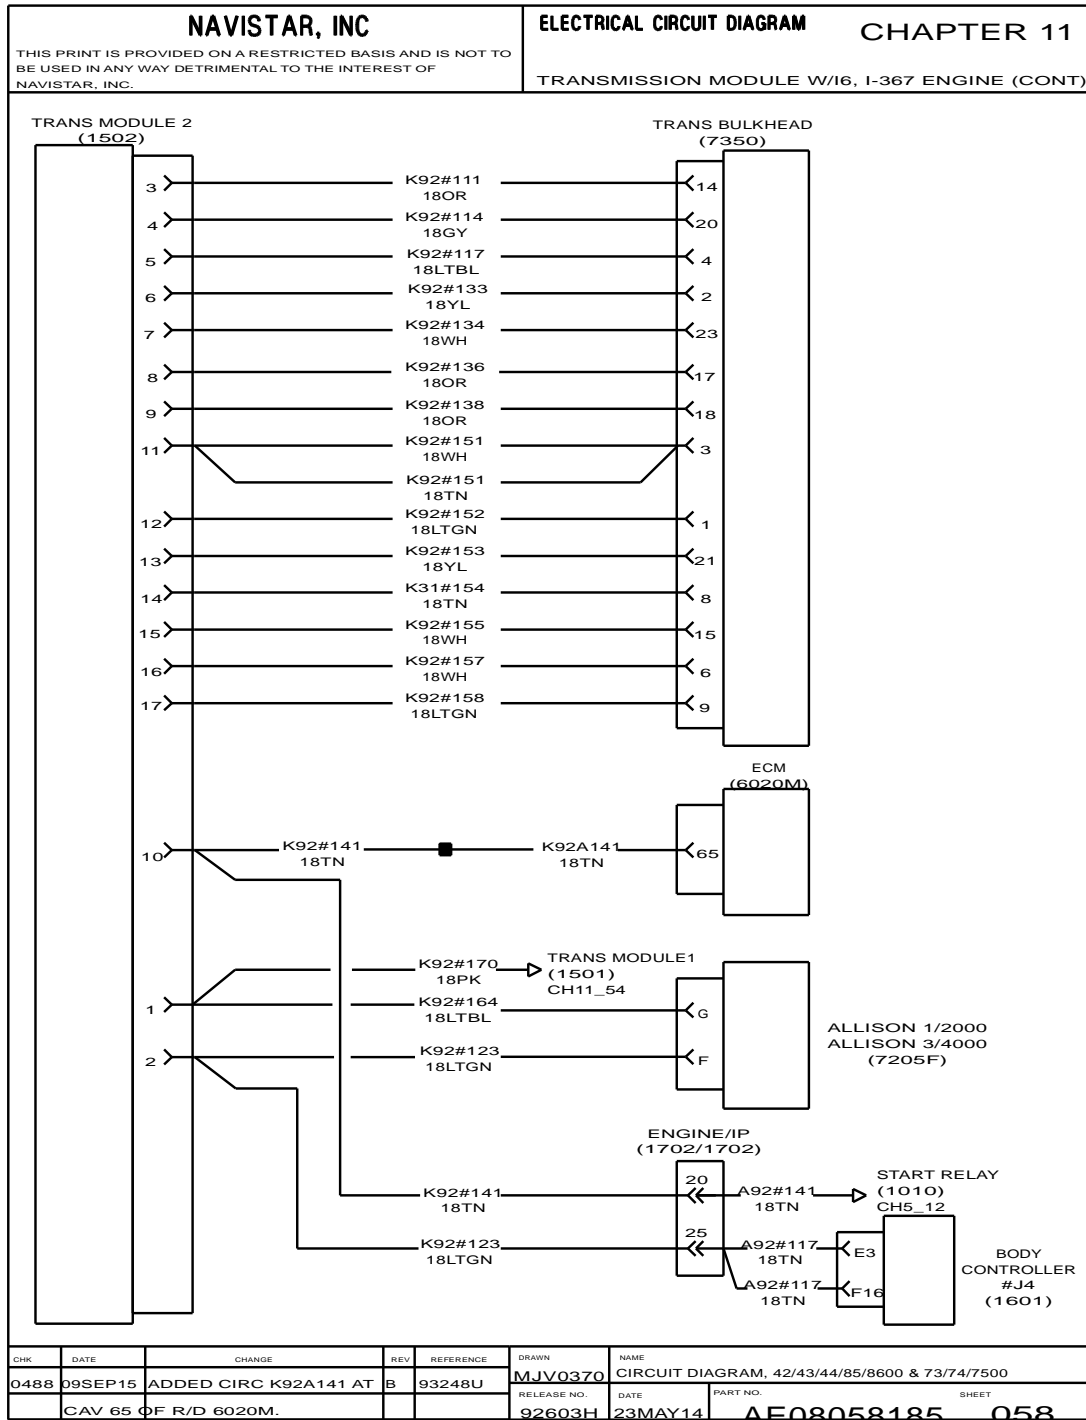 NAVISTAR, INC
THIS PRINT IS PROVIDED ON A RESTRICTED BASIS AND IS NOT TO
BE USED IN ANY WAY DETRIMENTAL TO THE INTEREST OF
NAVISTAR, INC.
ELECTRICAL CIRCUIT DIAGRAM
CHAPTER 11
TRANSMISSION MODULE W/I6, I-367 ENGINE (CONT)
TRANS MODULE 2
(1502)
TRANS BULKHEAD
(7350)
3 K92#111 14
18OR
4 K92#114 20
18GY
5 K92#117 4
18LTBL
6 K92#133 2
18YL
7 K92#134 23
18WH
8 K92#136 17
18OR
9 K92#138 18
18OR
11 K92#151 3
18WH
K92#151
18TN
12 K92#152 1
18LTGN
13 K92#153 21
18YL
14 K31#154 8
18TN
15 K92#155 15
18WH
16 K92#157 6
18WH
17 K92#158 9
18LTGN
ECM
(6020M)
10 K92#141 K92A141 65
18TN 18TN
K92#170 TRANS MODULE1
18PK (1501)
CH11_54
1 K92#164 G
18LTBL
2 K92#123 F
18LTGN
ALLISON 1/2000
ALLISON 3/4000
(7205F)
ENGINE/IP
(1702/1702)
K92#141 20 A92#141
18TN 18TN
START RELAY
(1010)
CH5_12
K92#123 25 A92#117 E3
18LTGN 18TN
A92#117 F16
18TN
BODY
CONTROLLER
#J4
(1601)
CHK DATE CHANGE REV REFERENCE
0488 09SEP15 ADDED CIRC K92A141 AT B 93248U
CAV 65 OF R/D 6020M.
DRAWN NAME
MJV0370 CIRCUIT DIAGRAM, 42/43/44/85/8600 & 73/74/7500
RELEASE NO. DATE PART NO. SHEET
92603H 23MAY14 AE08058185 058